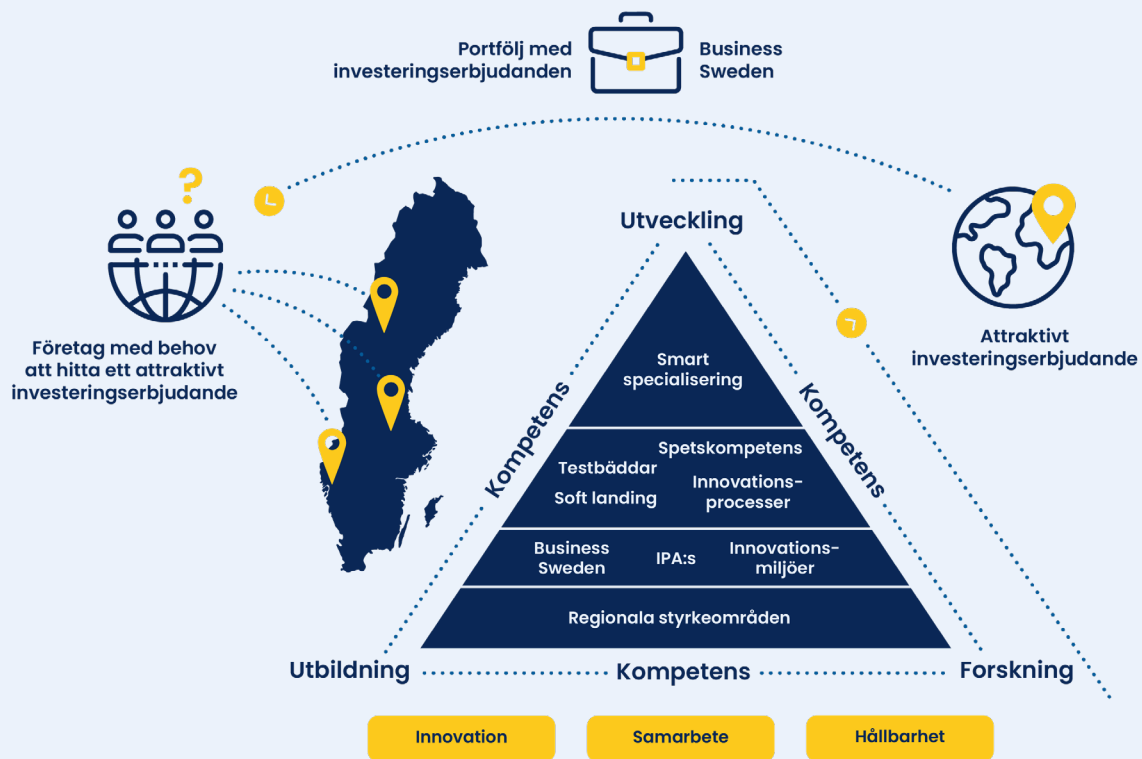 Portfölj med
investeringserbjudanden
Business
Sweden
?
Företag med behov
att hitta ett attraktivt
investeringserbjudande
Attraktivt
investeringserbjudande
Utveckling
Kompetens
Kompetens
Smart
specialisering
Spetskompetens
Testbäddar
Innovations-
processer
Soft landing
Business
Sweden
IPA:s
Innovations-
miljöer
Regionala styrkeområden
Utbildning
Kompetens
Forskning
Innovation
Samarbete
Hållbarhet